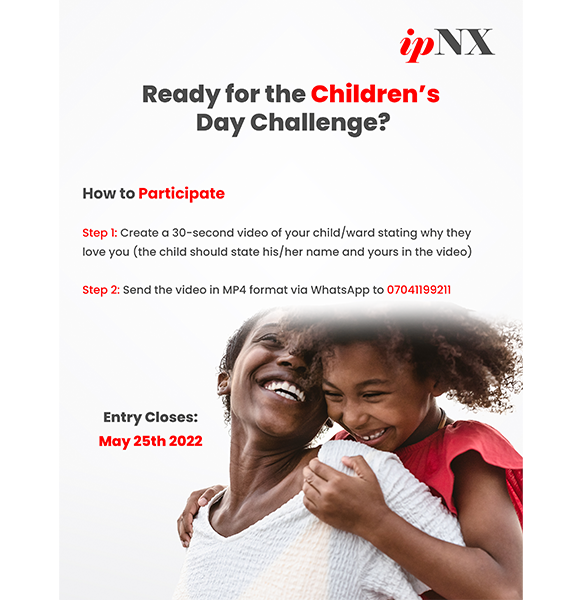 ipNX
Ready for the Children's
Day Challenge?
How to Participate
Step 1: Create a 30-second video of your child/ward stating why they
love you (the child should state his/her name and yours in the video)
Step 2: Send the video in MP4 format via WhatsApp to 07041199211
Entry Closes:
May 25th 2022